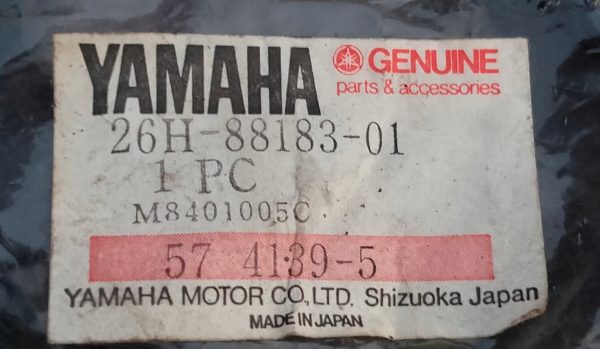 YAMAHA GENUINE
parts & accessories
26H-88183-01
1 PC
M8401005C
57 4139-5
YAMAHA MOTOR CO.,LTD. Shizuoka Japan
MADE IN JAPAN